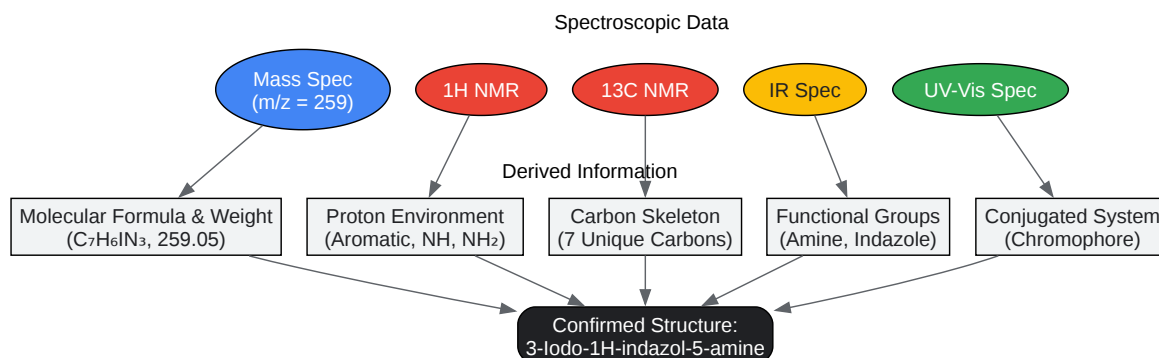 Spectroscopic Data
Mass Spec
(m/z = 259)
1H NMR
13C NMR
IR Spec
UV-Vis Spec
Derived Information
Molecular Formula & Weight
(C₇H₆IN₃, 259.05)
Proton Environment
(Aromatic, NH, NH₂)
Carbon Skeleton
(7 Unique Carbons)
Functional Groups
(Amine, Indazole)
Conjugated System
(Chromophore)
Confirmed Structure:
3-Iodo-1H-indazol-5-amine